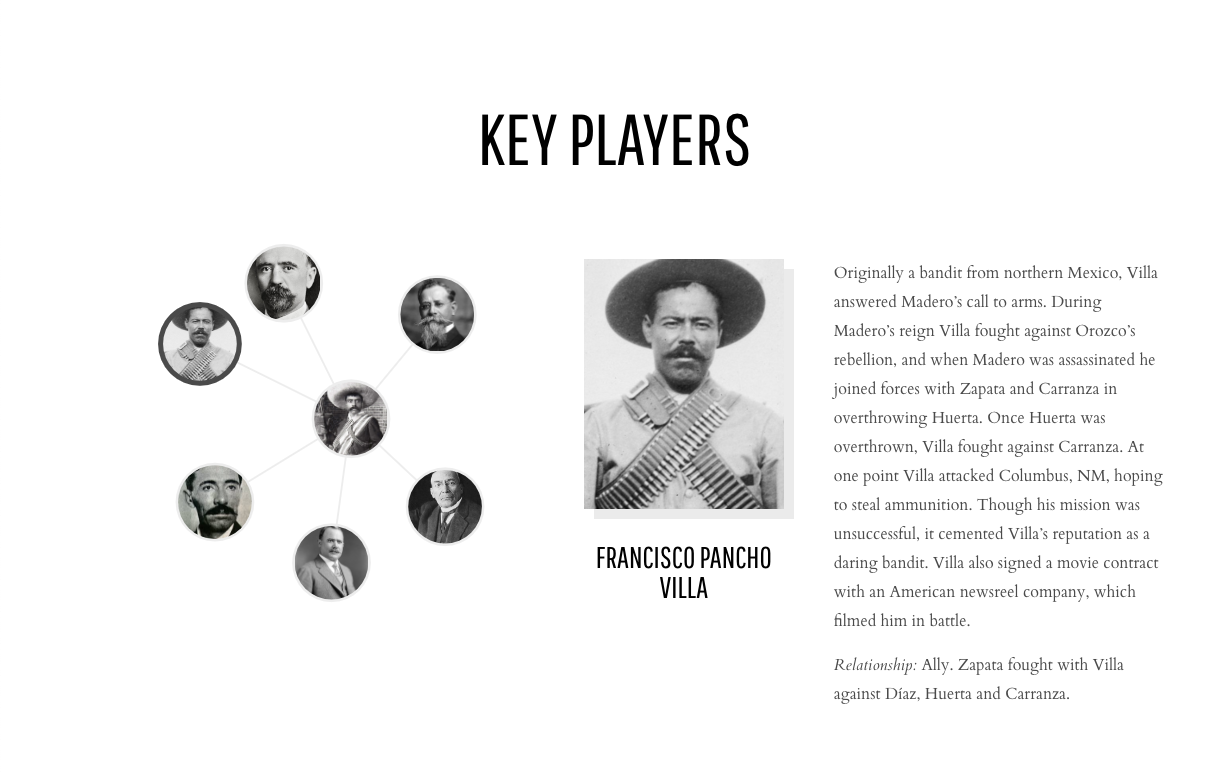 KEY PLAYERS
FRANCISCO PANCHO
VILLA
Originally a bandit from northern Mexico, Villa
answered Madero’s call to arms. During
Madero’s reign Villa fought against Orozco’s
rebellion, and when Madero was assassinated he
joined forces with Zapata and Carranza in
overthrowing Huerta. Once Huerta was
overthrown, Villa fought against Carranza. At
one point Villa attacked Columbus, NM, hoping
to steal ammunition. Though his mission was
unsuccessful, it cemented Villa’s reputation as a
daring bandit. Villa also signed a movie contract
with an American newsreel company, which
filmed him in battle.
Relationship: Ally. Zapata fought with Villa
against Díaz, Huerta and Carranza.